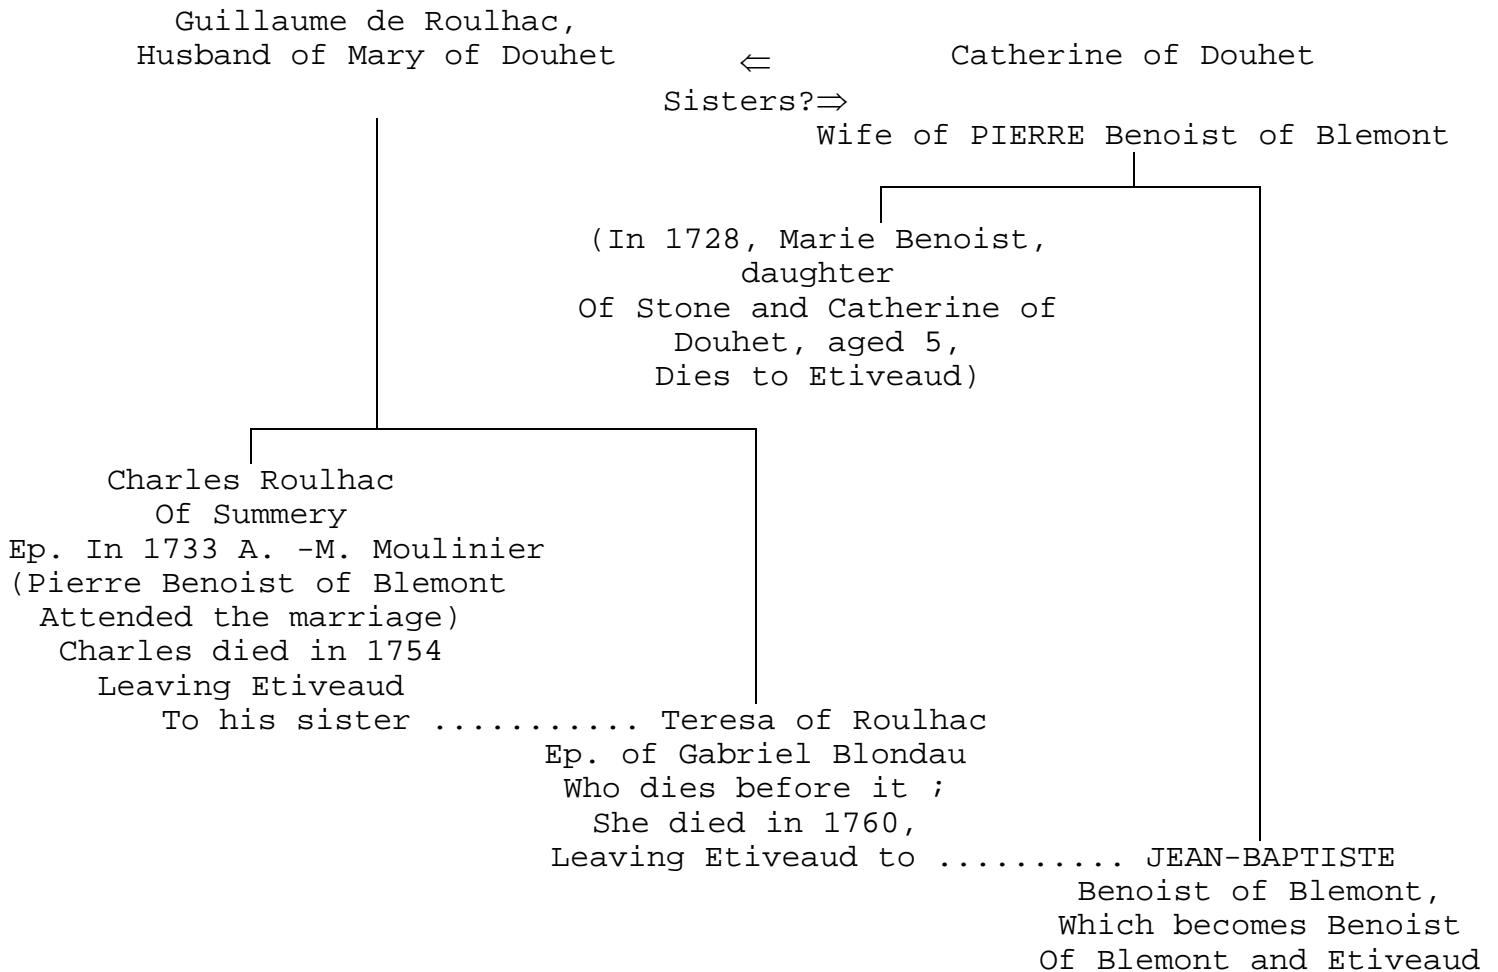 Guillaume de Roulhac,
Husband of Mary of Douhet
⇐
Catherine of Douhet
Sisters?⇒
Wife of PIERRE Benoist of Blemont
(In 1728, Marie Benoist,
daughter
Of Stone and Catherine of
Douhet, aged 5,
Dies to Etiveaud)
Charles Roulhac
Of Summery
Ep. In 1733 A. -M. Moulinier
(Pierre Benoist of Blemont
Attended the marriage)
Charles died in 1754
Leaving Etiveaud
To his sister ........... Teresa of Roulhac
Ep. of Gabriel Blondau
Who dies before it ;
She died in 1760,
Leaving Etiveaud to .......... JEAN-BAPTISTE
Benoist of Blemont,
Which becomes Benoist
Of Blemont and Etiveaud